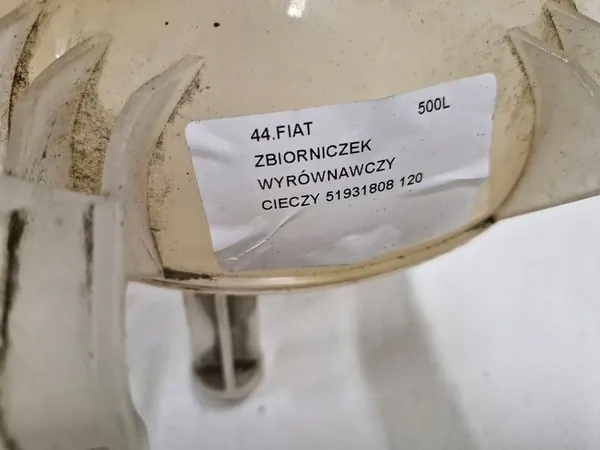 44.FIAT 500L
ZBIORNICZEK
WYRÓWNAWCZY
CIECZY 51931808 120